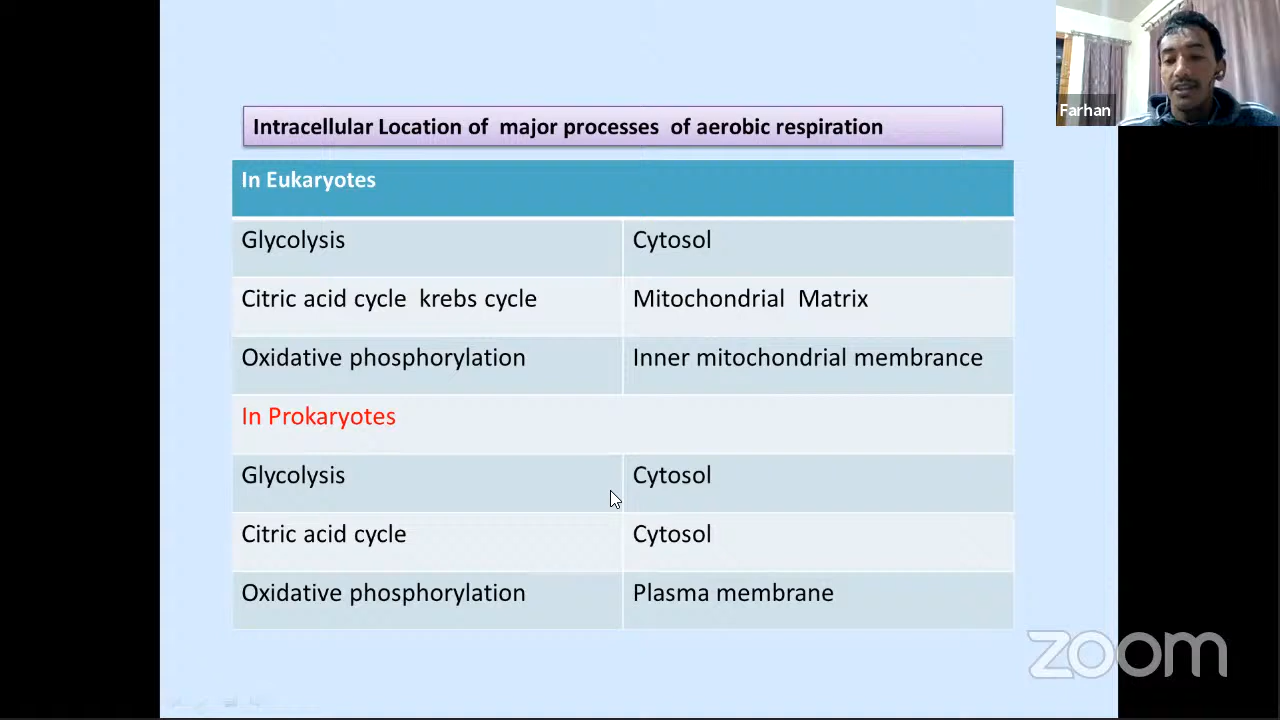 Farhan
Intracellular Location of major processes of aerobic respiration
In Eukaryotes
Glycolysis Cytosol
Citric acid cycle krebs cycle Mitochondrial Matrix
Oxidative phosphorylation Inner mitochondrial membrance
In Prokaryotes
Glycolysis Cytosol
Citric acid cycle Cytosol
Oxidative phosphorylation Plasma membrane
zoom